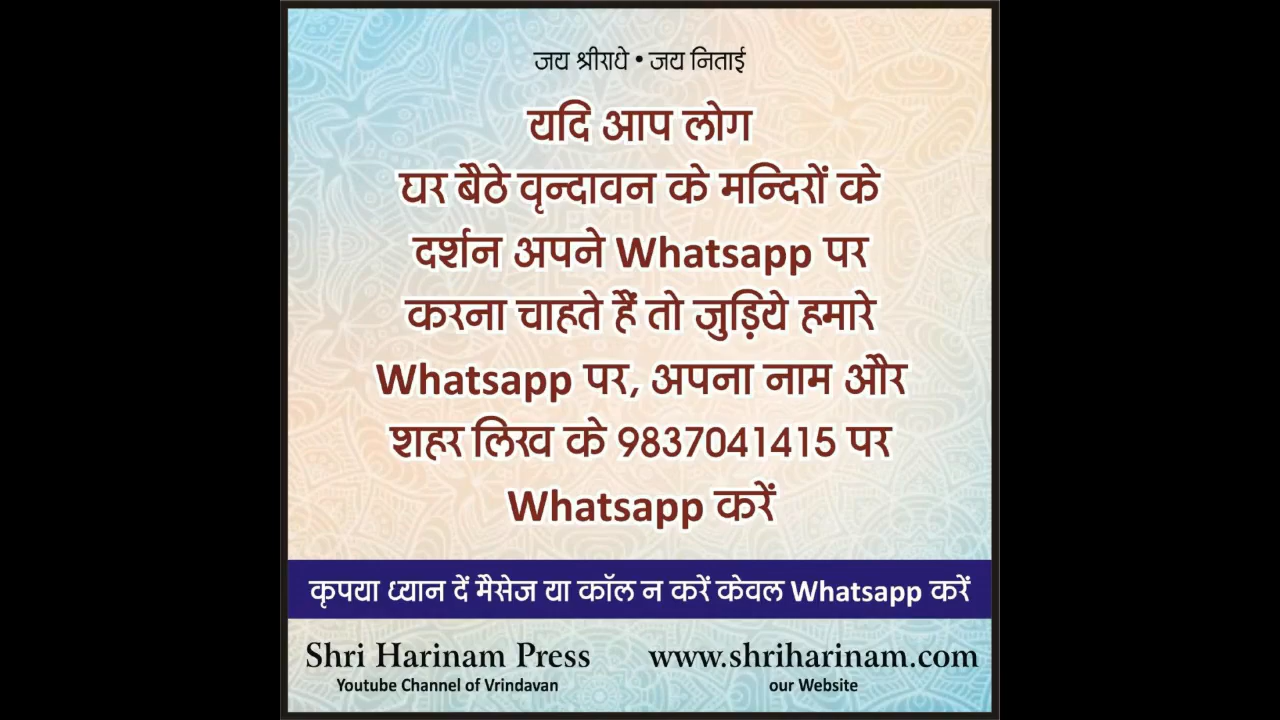 जय श्रीराधे • जय निताई
यदि आप लोग
घर बैठे वृन्दावन के मन्दिरों के
दर्शन अपने Whatsapp पर
करना चाहते हैं तो जुड़िये हमारे
Whatsapp पर, अपना नाम और
शहर लिख के 9837041415 पर
Whatsapp करें
कृपया ध्यान दें मैसेज या कॉल न करें केवल Whatsapp करें
Shri Harinam Press www.shriharinam.com
Youtube Channel of Vrindavan our Website